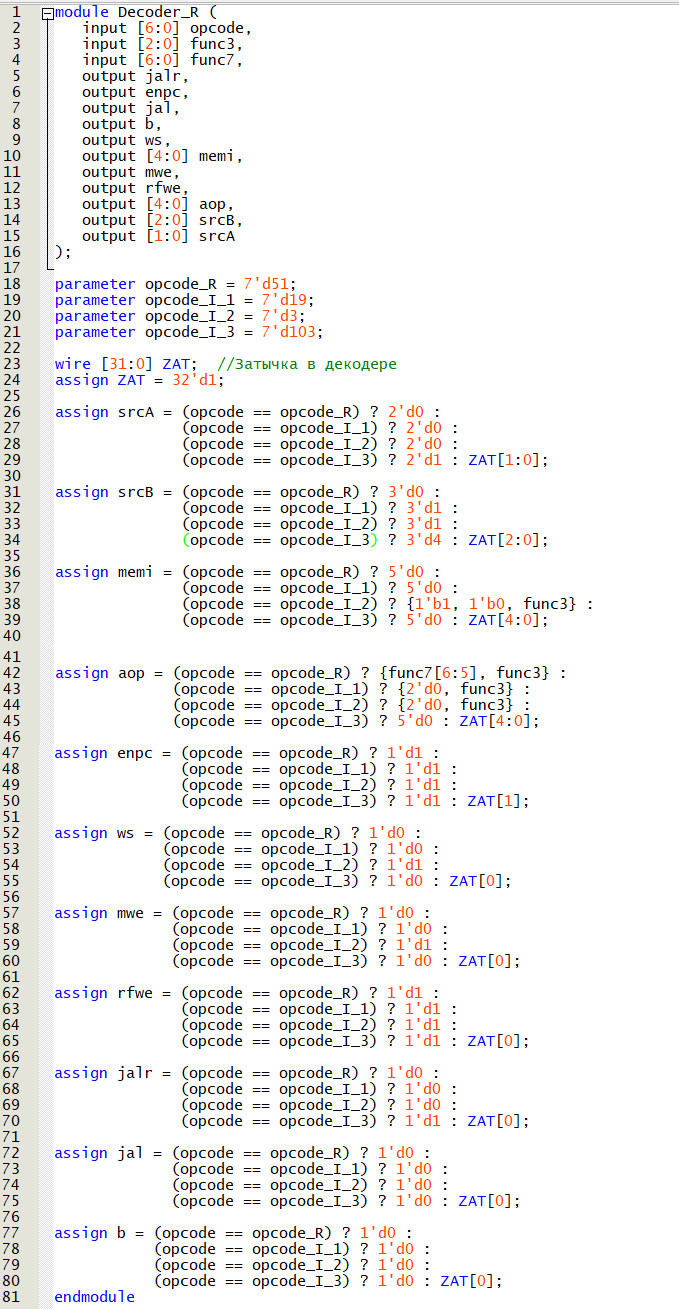 1 module Decoder_R (
2 input [6:0] opcode,
3 input [2:0] func3,
4 input [6:0] func7,
5 output jalr,
6 output enpc,
7 output jal,
8 output b,
9 output ws,
10 output [4:0] memi,
11 output mwe,
12 output rfwe,
13 output [4:0] aop,
14 output [2:0] srcB,
15 output [1:0] srcA
16 );
17
18 parameter opcode_R = 7'd51;
19 parameter opcode_I_1 = 7'd19;
20 parameter opcode_I_2 = 7'd3;
21 parameter opcode_I_3 = 7'd103;
22
23 wire [31:0] ZAT; //Затычка в декодере
24 assign ZAT = 32'd1;
25
26 assign srcA = (opcode == opcode_R) ? 2'd0 :
27 (opcode == opcode_I_1) ? 2'd0 :
28 (opcode == opcode_I_2) ? 2'd0 :
29 (opcode == opcode_I_3) ? 2'd1 : ZAT[1:0];
30
31 assign srcB = (opcode == opcode_R) ? 3'd0 :
32 (opcode == opcode_I_1) ? 3'd1 :
33 (opcode == opcode_I_2) ? 3'd1 :
34 (opcode == opcode_I_3) ? 3'd4 : ZAT[2:0];
35
36 assign memi = (opcode == opcode_R) ? 5'd0 :
37 (opcode == opcode_I_1) ? 5'd0 :
38 (opcode == opcode_I_2) ? {1'b1, 1'b0, func3} :
39 (opcode == opcode_I_3) ? 5'd0 : ZAT[4:0];
40
41
42 assign aop = (opcode == opcode_R) ? {func7[6:5], func3} :
43 (opcode == opcode_I_1) ? {2'd0, func3} :
44 (opcode == opcode_I_2) ? {2'd0, func3} :
45 (opcode == opcode_I_3) ? 5'd0 : ZAT[4:0];
46
47 assign enpc = (opcode == opcode_R) ? 1'd1 :
48 (opcode == opcode_I_1) ? 1'd1 :
49 (opcode == opcode_I_2) ? 1'd1 :
50 (opcode == opcode_I_3) ? 1'd1 : ZAT[1];
51
52 assign ws = (opcode == opcode_R) ? 1'd0 :
53 (opcode == opcode_I_1) ? 1'd0 :
54 (opcode == opcode_I_2) ? 1'd1 :
55 (opcode == opcode_I_3) ? 1'd0 : ZAT[0];
56
57 assign mwe = (opcode == opcode_R) ? 1'd0 :
58 (opcode == opcode_I_1) ? 1'd0 :
59 (opcode == opcode_I_2) ? 1'd1 :
60 (opcode == opcode_I_3) ? 1'd0 : ZAT[0];
61
62 assign rfwe = (opcode == opcode_R) ? 1'd1 :
63 (opcode == opcode_I_1) ? 1'd1 :
64 (opcode == opcode_I_2) ? 1'd1 :
65 (opcode == opcode_I_3) ? 1'd1 : ZAT[0];
66
67 assign jalr = (opcode == opcode_R) ? 1'd0 :
68 (opcode == opcode_I_1) ? 1'd0 :
69 (opcode == opcode_I_2) ? 1'd0 :
70 (opcode == opcode_I_3) ? 1'd1 : ZAT[0];
71
72 assign jal = (opcode == opcode_R) ? 1'd0 :
73 (opcode == opcode_I_1) ? 1'd0 :
74 (opcode == opcode_I_2) ? 1'd0 :
75 (opcode == opcode_I_3) ? 1'd0 : ZAT[0];
76
77 assign b = (opcode == opcode_R) ? 1'd0 :
78 (opcode == opcode_I_1) ? 1'd0 :
79 (opcode == opcode_I_2) ? 1'd0 :
80 (opcode == opcode_I_3) ? 1'd0 : ZAT[0];
81 endmodule